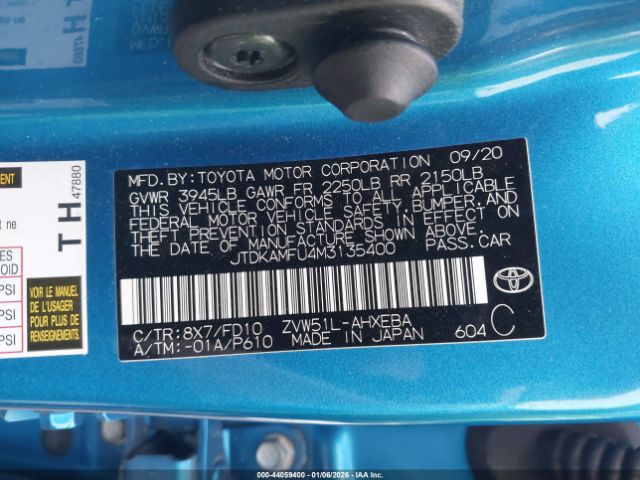 MFD.BY:TOYOTA MOTOR CORPORATION 09/20
GVWR 3945LB GAWR FR 2250LB RR 2150LB
THIS VEHICLE CONFORMS TO ALL APPLICABLE
FEDERAL MOTOR VEHICLE SAFETY, BUMPER, AND
THEFT PREVENTION STANDARDS IN EFFECT ON
THE DATE OF MANUFACTURE SHOWN ABOVE.
JTDKAMFU4M3135400 PASS.CAR
C/TR:8X7/FD10 ZVW51L-AHXEBA
A/TM:-01A/P610 MADE IN JAPAN 604 C
TH 47880
VOIR LE MANUEL
DE L'USAGER
POUR PLUS DE
RENSEIGNEMENTS.
PSI
PSI
000-44059400 01/06/2026 IAA Inc.